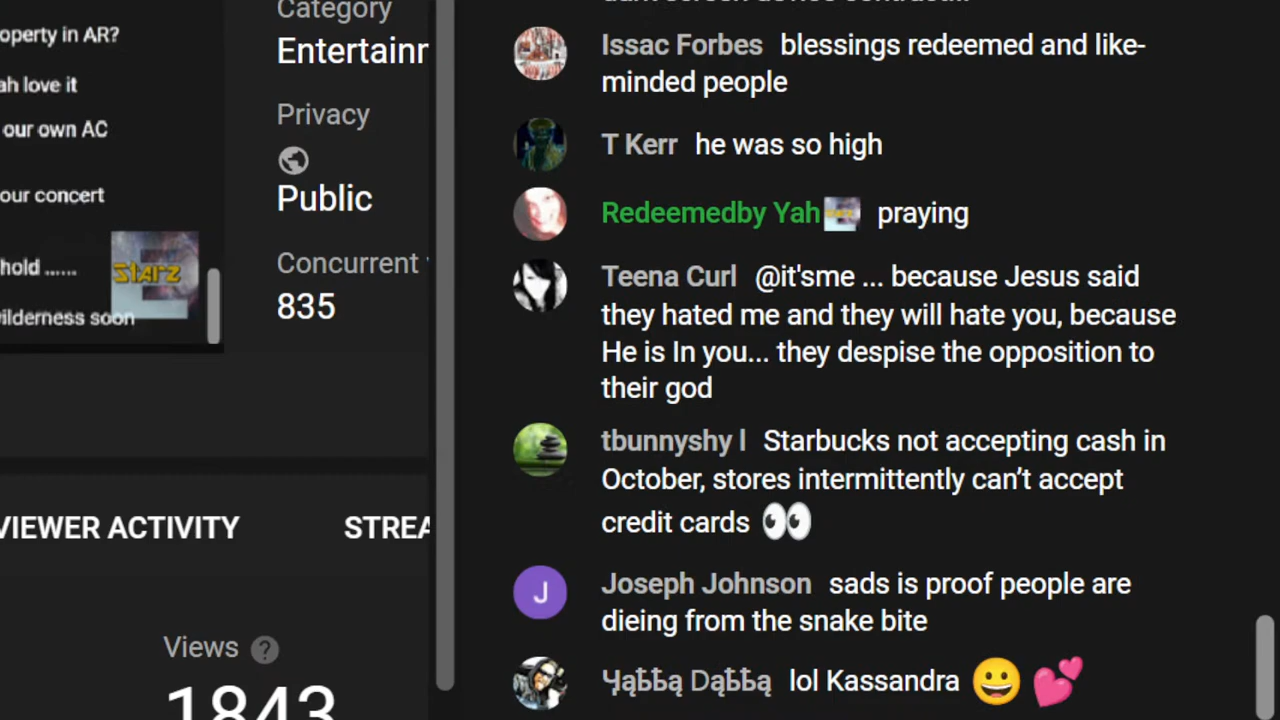 operty in AR?
ah love it
our own AC
our concert
hold ......
starz
ilderness soon
Category
Entertainr
Privacy
Public
Concurrent
835
VIEWER ACTIVITY
STREA
Views ?
1843
Issac Forbes blessings redeemed and like-
minded people
T Kerr he was so high
Redeemedby Yah praying
Teena Curl @it'sme ... because Jesus said
they hated me and they will hate you, because
He is In you... they despise the opposition to
their god
tbunnyshy l Starbucks not accepting cash in
October, stores intermittently can’t accept
credit cards 👀
J
Joseph Johnson sads is proof people are
dieing from the snake bite
Ⴗąҍҍą Dąҍҍą lol Kassandra 😀 💕